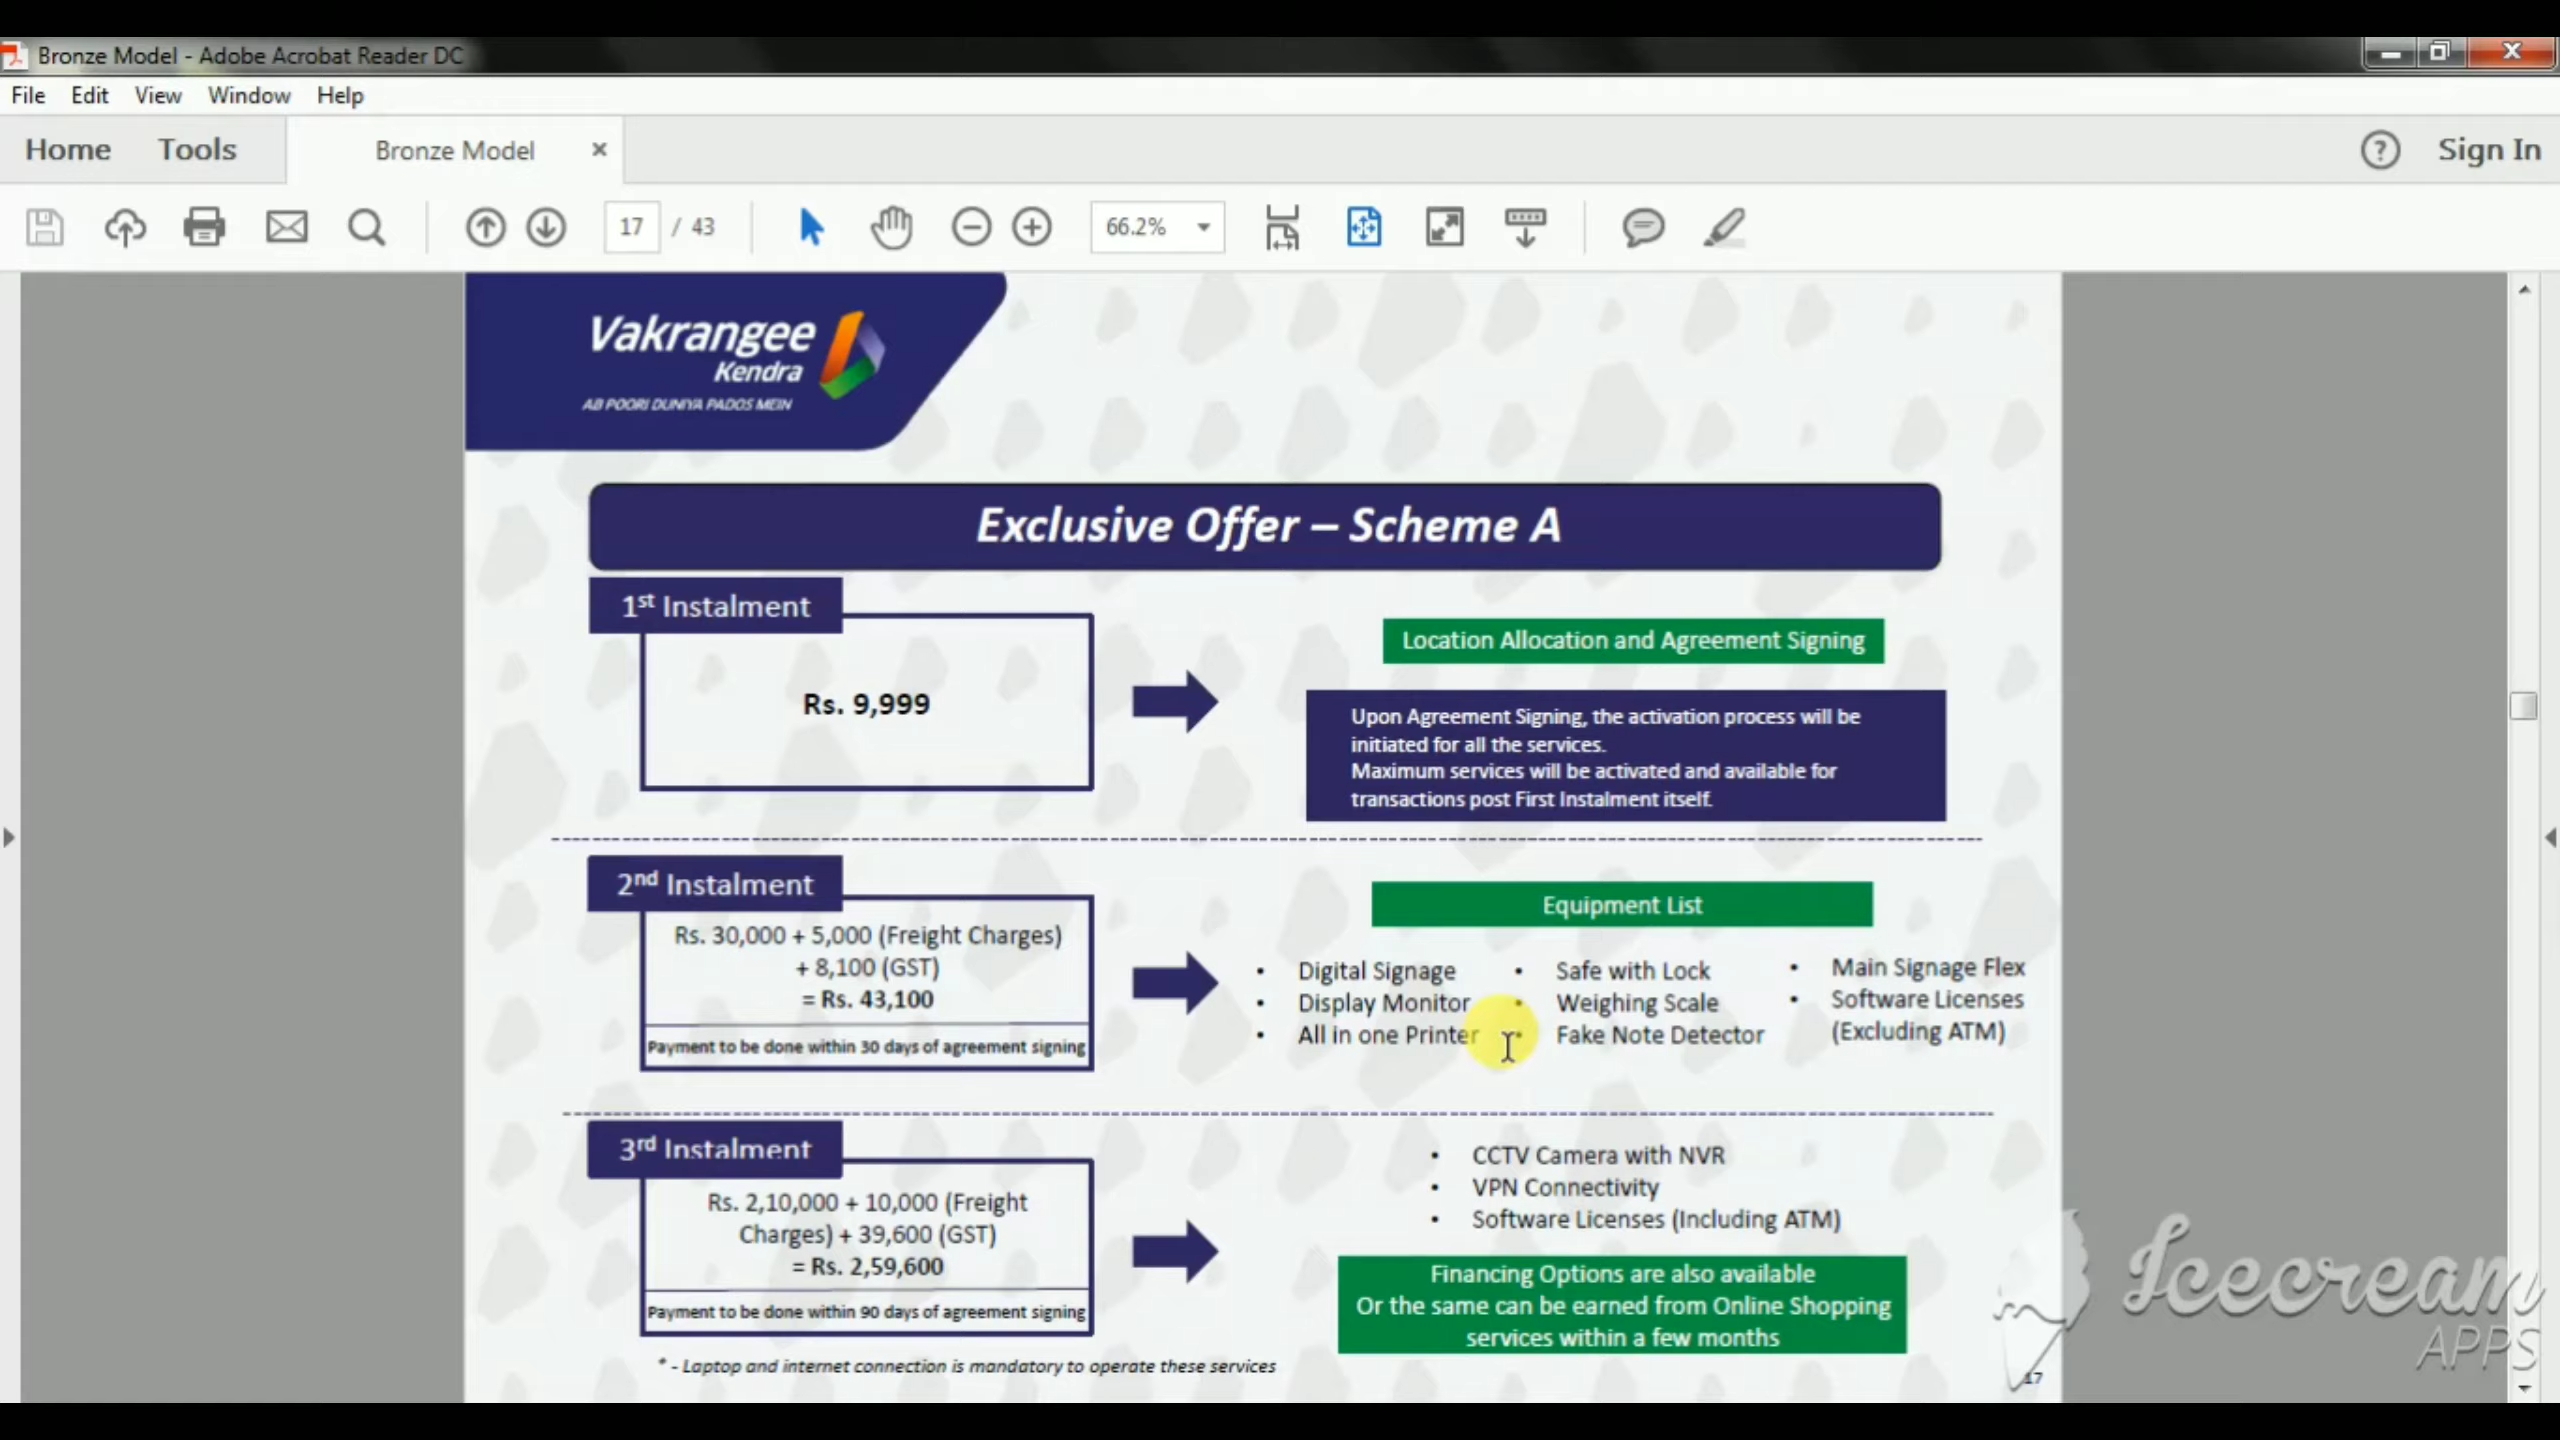 Bronze Model - Adobe Acrobat Reader DC
File Edit View Window Help
Home Tools Bronze Model × ? Sign In
17 / 43 66.2%
Vakrangee
Kendra
AB POORI DUNIYA PADOS MEIN
Exclusive Offer – Scheme A
1st Instalment
Rs. 9,999
Location Allocation and Agreement Signing
Upon Agreement Signing, the activation process will be
initiated for all the services.
Maximum services will be activated and available for
transactions post First Instalment itself.
2nd Instalment
Rs. 30,000 + 5,000 (Freight Charges)
+ 8,100 (GST)
= Rs. 43,100
Payment to be done within 30 days of agreement signing
Equipment List
• Digital Signage
• Display Monitor
• All in one Printer
• Safe with Lock
• Weighing Scale
• Fake Note Detector
• Main Signage Flex
• Software Licenses
(Excluding ATM)
3rd Instalment
Rs. 2,10,000 + 10,000 (Freight
Charges) + 39,600 (GST)
= Rs. 2,59,600
Payment to be done within 90 days of agreement signing
• CCTV Camera with NVR
• VPN Connectivity
• Software Licenses (Including ATM)
Financing Options are also available
Or the same can be earned from Online Shopping
services within a few months
* - Laptop and internet connection is mandatory to operate these services
17
Icecream
APPS